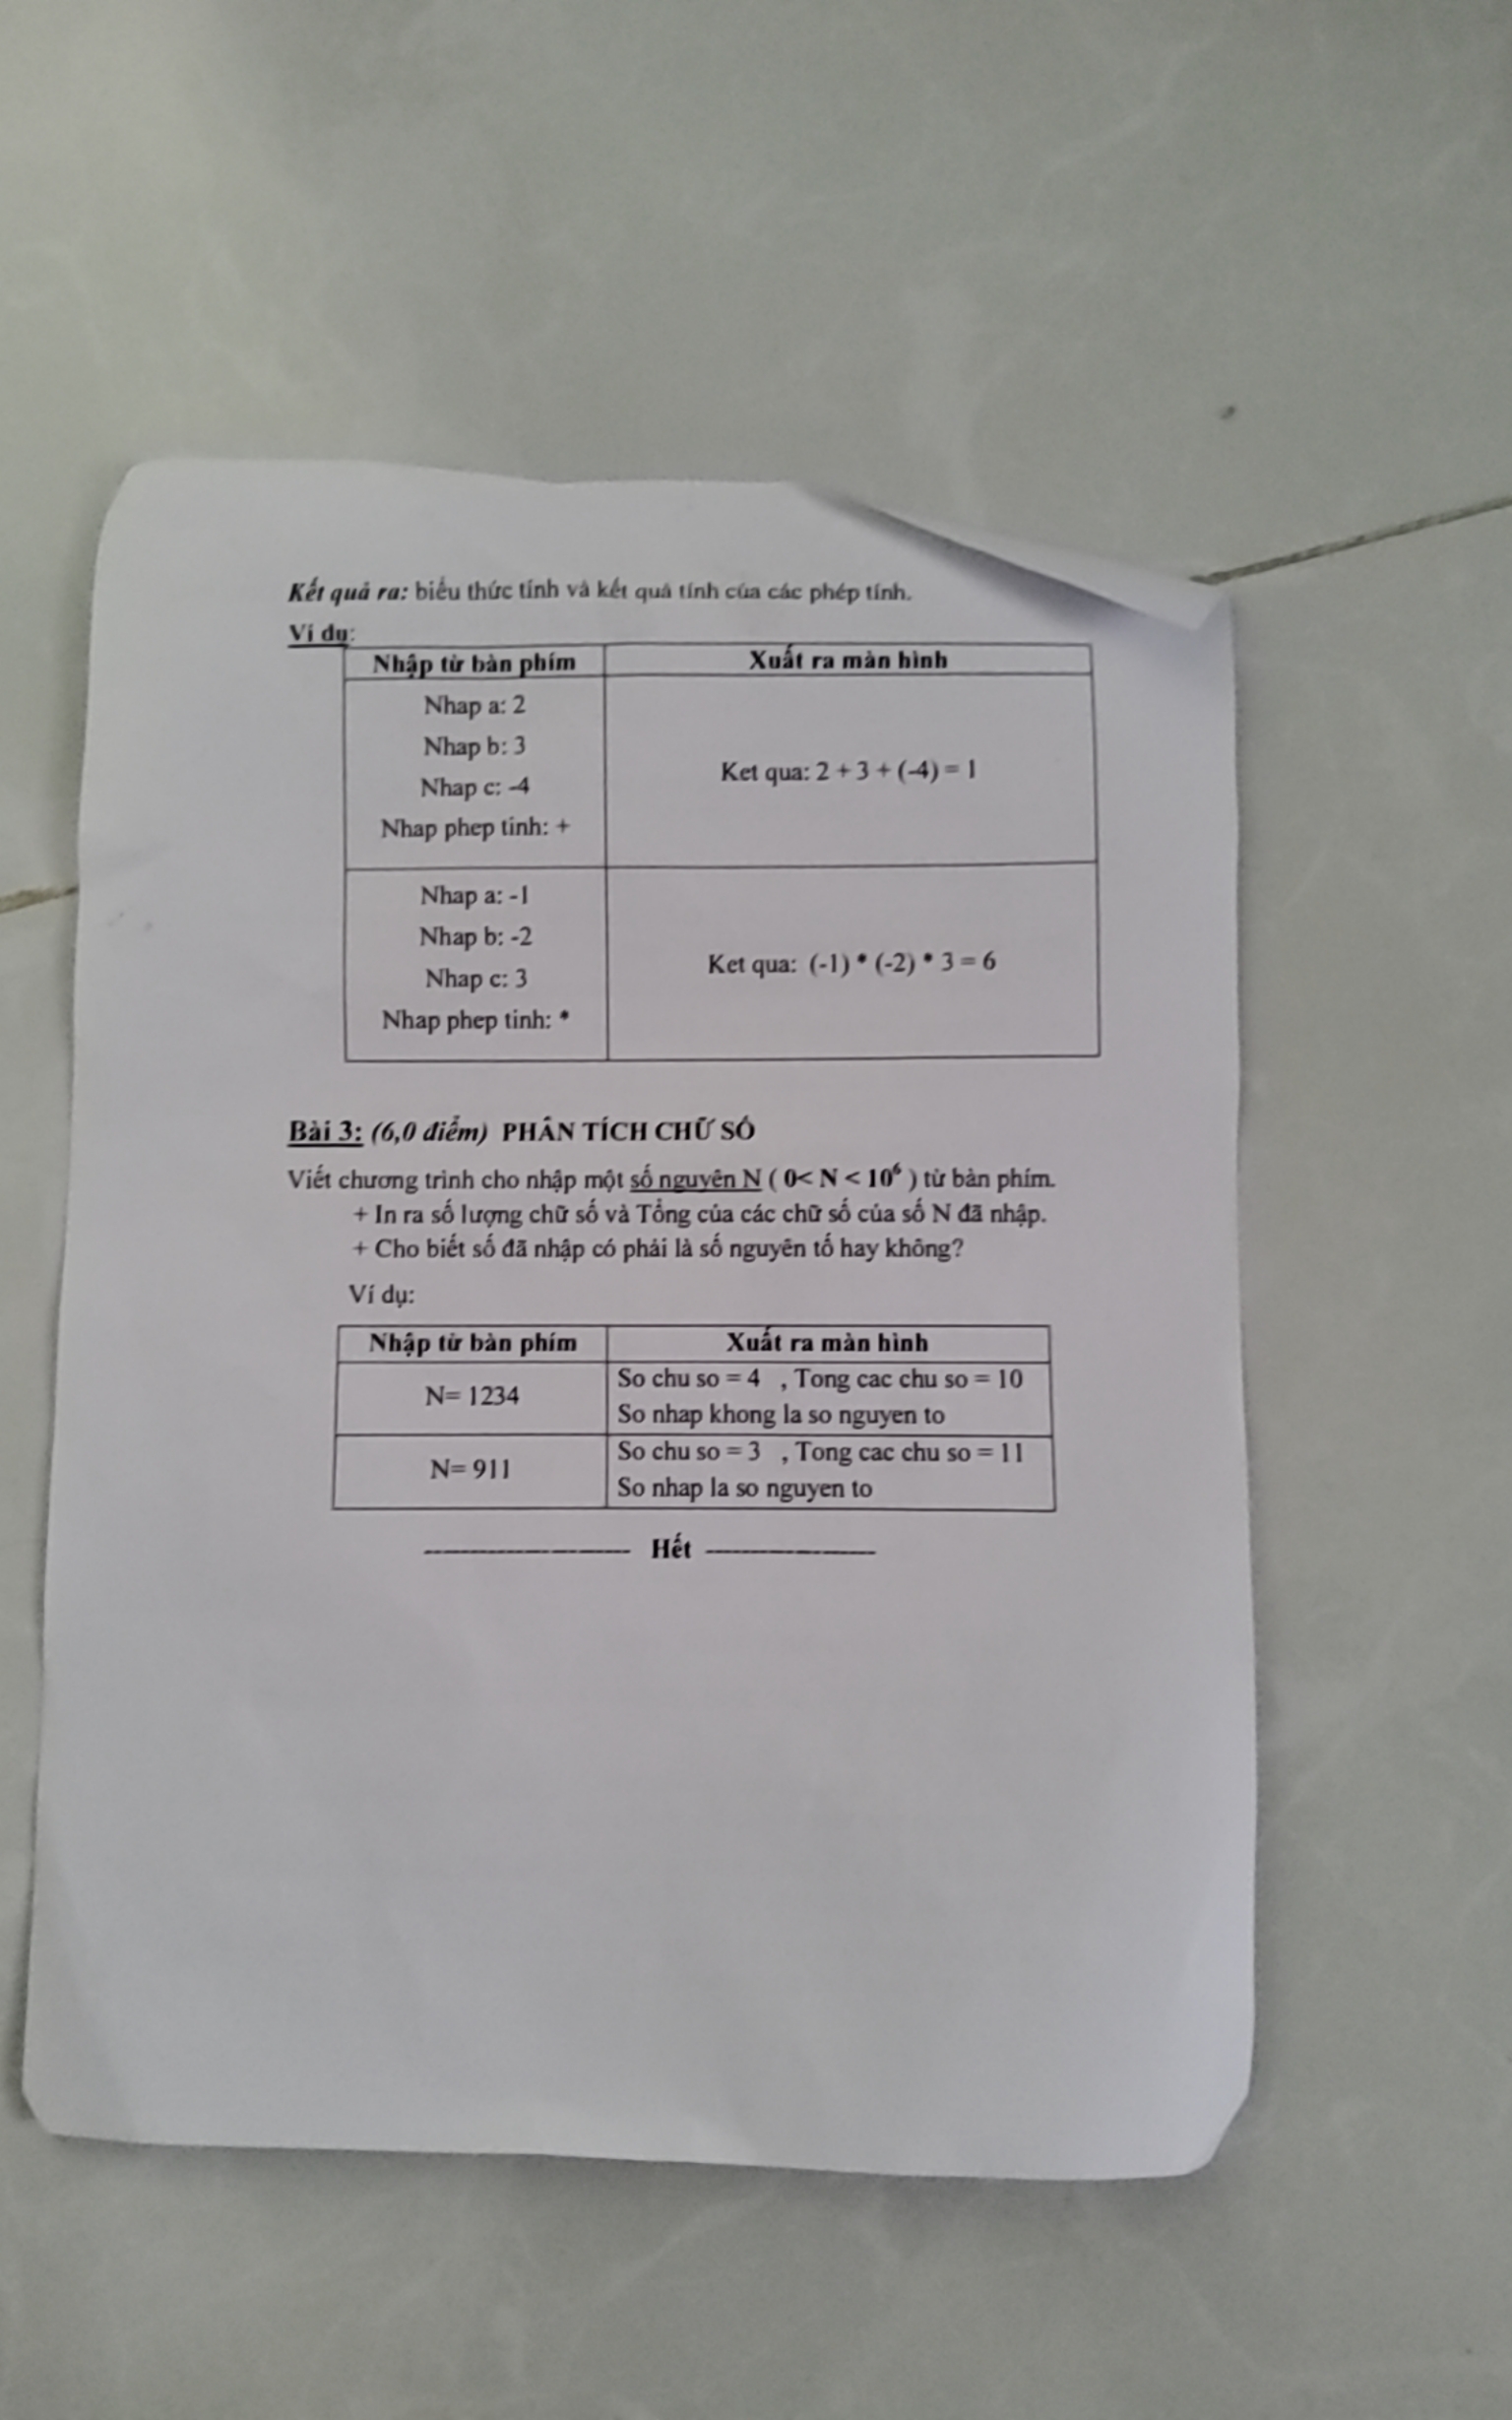 Kết quả ra: biểu thức tính và kết quả tính của các phép tính.
Ví dụ:
Nhập từ bàn phím
Xuất ra màn hình
Nhap a: 2
Nhap b: 3
Nhap c: -4
Nhap phep tinh: +
Ket qua: 2 + 3 + (-4) = 1
Nhap a: -1
Nhap b: -2
Nhap c: 3
Nhap phep tinh: *
Ket qua: (-1) * (-2) * 3 = 6
Bài 3: (6,0 điểm) PHÂN TÍCH CHỮ SỐ
Viết chương trình cho nhập một số nguyên N ( 0< N < 10⁶ ) từ bàn phím.
+ In ra số lượng chữ số và Tổng của các chữ số của số N đã nhập.
+ Cho biết số đã nhập có phải là số nguyên tố hay không?
Ví dụ:
Nhập từ bàn phím
Xuất ra màn hình
N= 1234
So chu so = 4 , Tong cac chu so = 10
So nhap khong la so nguyen to
N= 911
So chu so = 3 , Tong cac chu so = 11
So nhap la so nguyen to
Hết